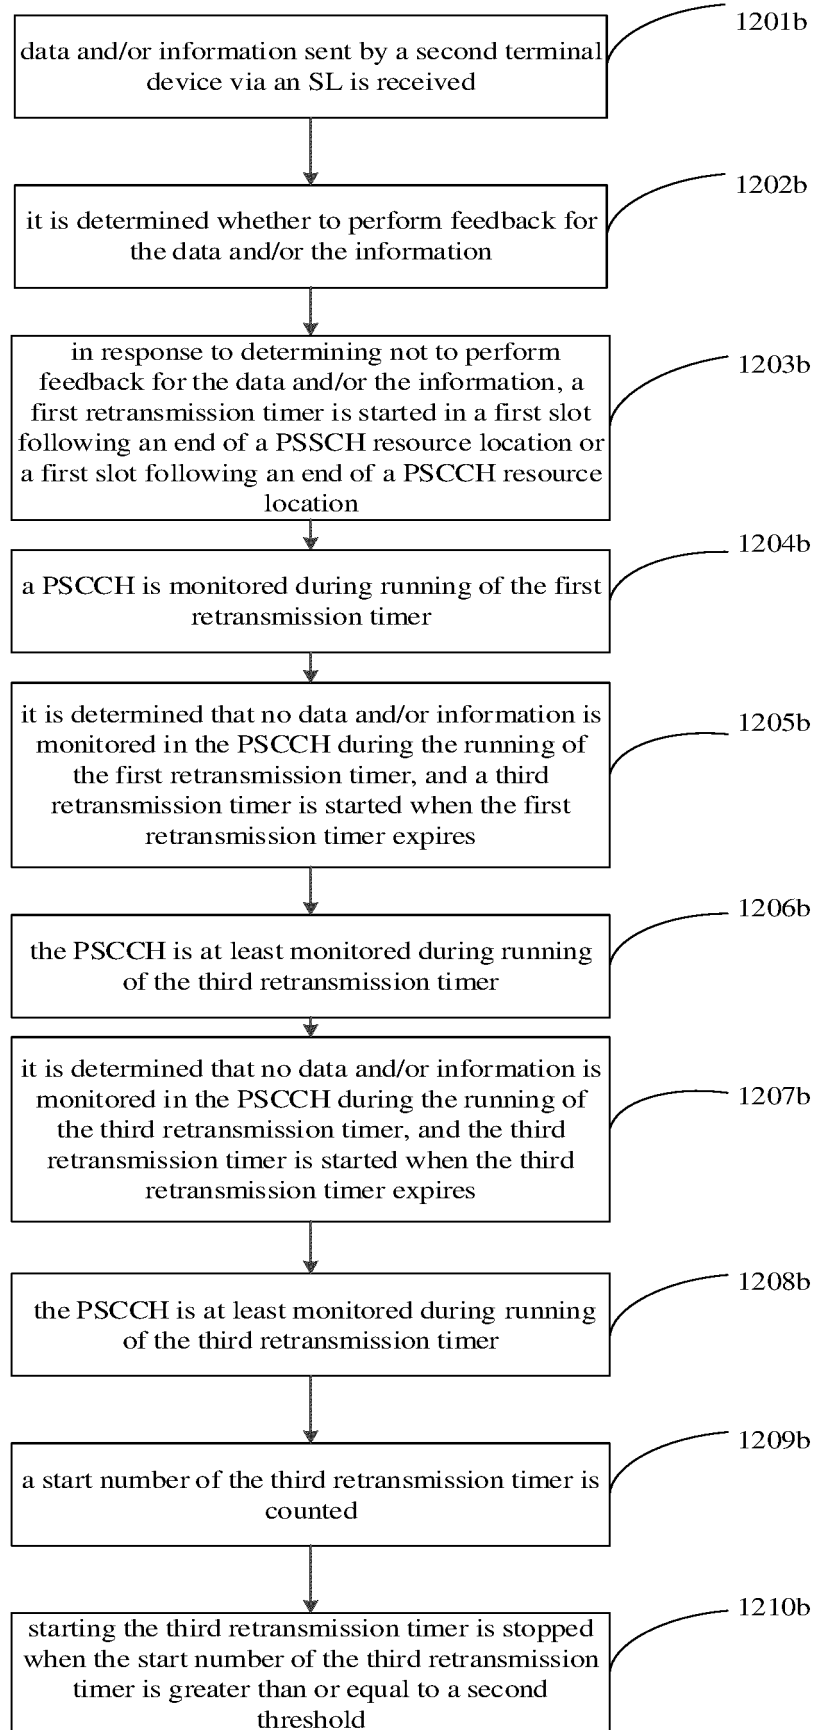 1201b
data and/or information sent by a second terminal
device via an SL is received
1202b
it is determined whether to perform feedback for
the data and/or the information
1203b
in response to determining not to perform
feedback for the data and/or the information, a
first retransmission timer is started in a first slot
following an end of a PSSCH resource location or
a first slot following an end of a PSCCH resource
location
1204b
a PSCCH is monitored during running of the first
retransmission timer
1205b
it is determined that no data and/or information is
monitored in the PSCCH during the running of
the first retransmission timer, and a third
retransmission timer is started when the first
retransmission timer expires
1206b
the PSCCH is at least monitored during running
of the third retransmission timer
1207b
it is determined that no data and/or information is
monitored in the PSCCH during the running of
the third retransmission timer, and the third
retransmission timer is started when the third
retransmission timer expires
1208b
the PSCCH is at least monitored during running
of the third retransmission timer
1209b
a start number of the third retransmission timer is
counted
1210b
starting the third retransmission timer is stopped
when the start number of the third retransmission
timer is greater than or equal to a second
threshold